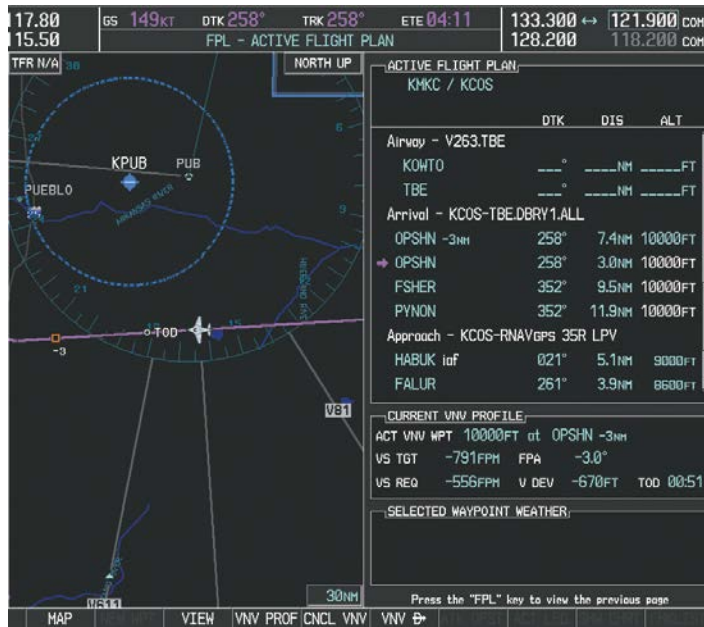 17.80 GS 149KT DTK 258° TRK 258° ETE 04:11 133.300 ↔ 121.900 COM
15.50 FPL - ACTIVE FLIGHT PLAN 128.200 118.200 COM
TFR N/A
NORTH UP
6
KPUB
PUB
PUEBLO
ARKANSAS RIVER
9
21
TOD
15
-3
V81
V611
30NM
ACTIVE FLIGHT PLAN
KMKC / KCOS
DTK DIS ALT
Airway - V263.TBE
KOWTO ___° ____NM _____FT
TBE ___° ____NM _____FT
Arrival - KCOS-TBE.DBRY1.ALL
OPSHN -3NM 258° 7.4NM 10000FT
OPSHN 258° 3.0NM 10000FT
FSHER 352° 9.5NM 10000FT
PYNON 352° 11.9NM 10000FT
Approach - KCOS-RNAVGPS 35R LPV
HABUK iaf 021° 5.1NM 9000FT
FALUR 261° 3.9NM 8600FT
CURRENT VNV PROFILE
ACT VNV WPT 10000FT at OPSHN -3NM
VS TGT -791FPM FPA -3.0°
VS REQ -556FPM V DEV -670FT TOD 00:51
SELECTED WAYPOINT WEATHER
Press the "FPL" key to view the previous page
MAP VIEW VNV PROF CNCL VNV VNV D→